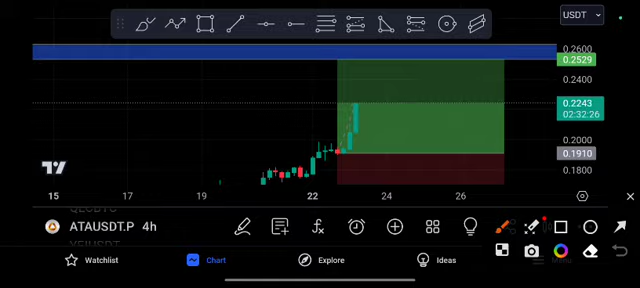 USDT
0.2600
0.2529
0.2400
0.2243
02:32:26
0.2000
0.1910
0.1800
15
17
19
22
24
26
ATAUSDT.P 4h
Watchlist
Chart
Explore
Ideas